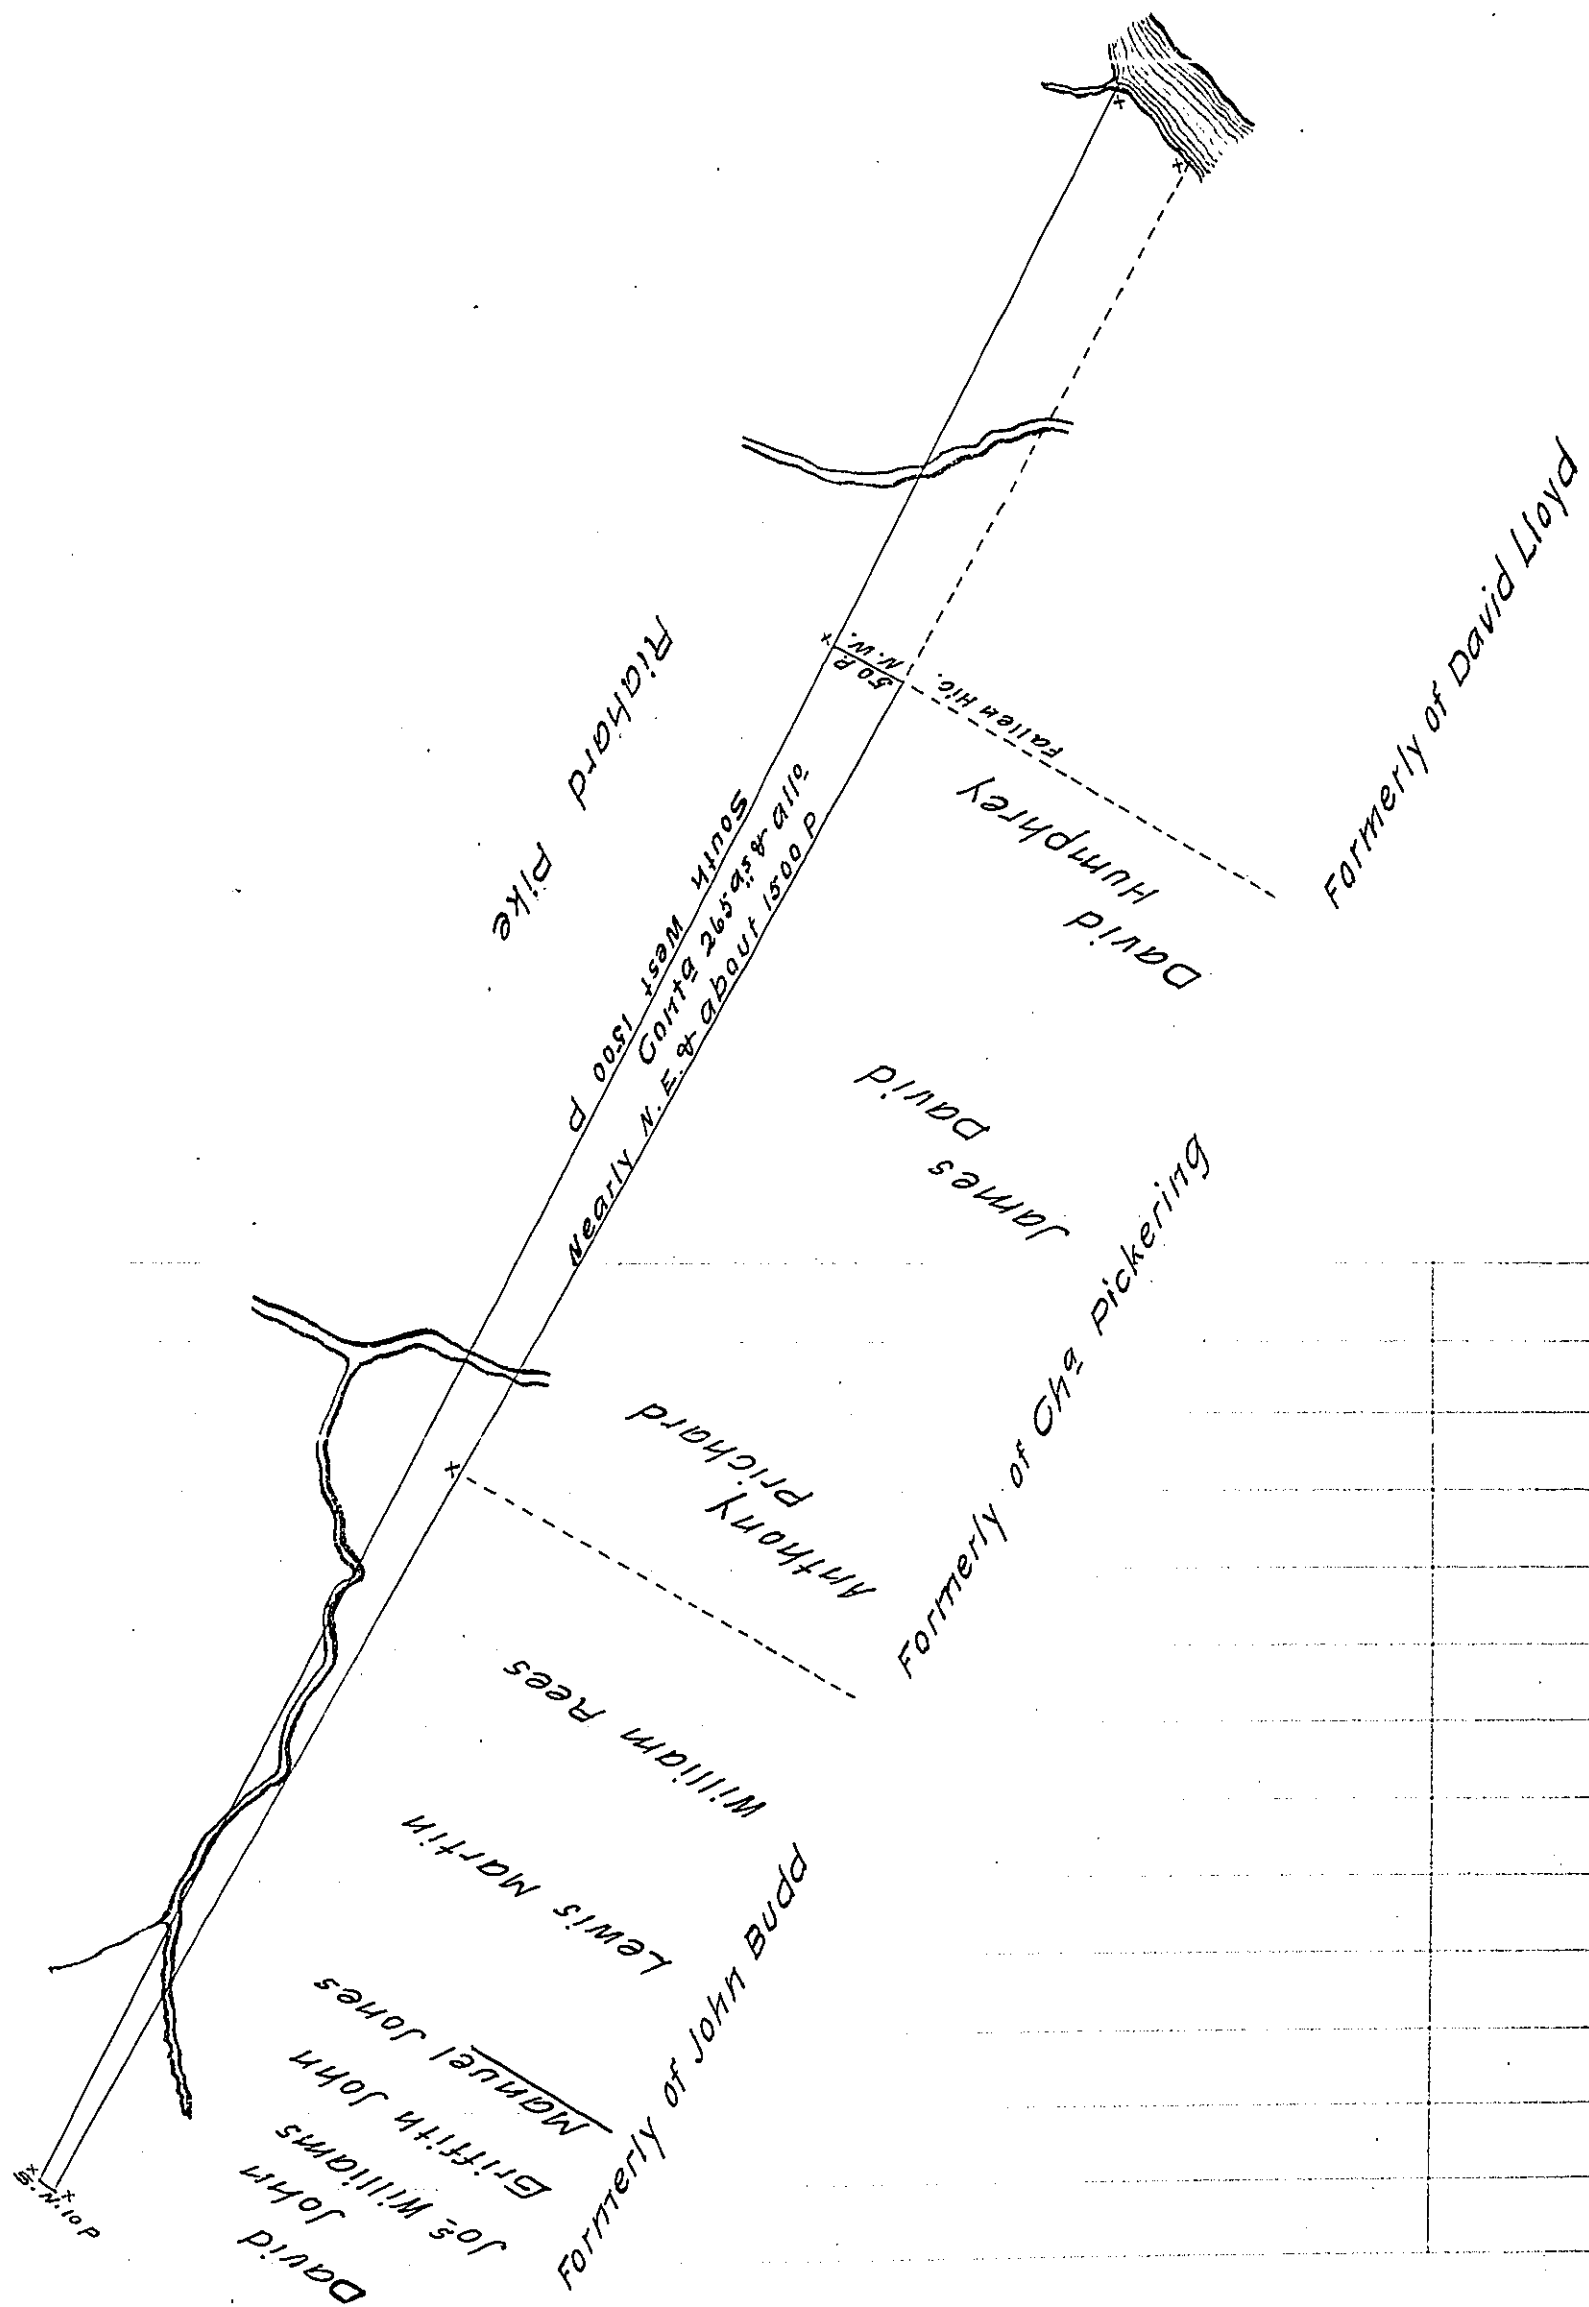 Richard Pike
South West 1500 P
Conta 265 as & allo
Nearly N. E. & about 1500 P
50 P.
N.W.
Fallen Hic.
David
Humphrey
James
David
Anthony
Prichard
William Rees
Lewis Martin
Manuel Jones
Griffith John
Jos Williams
David
John
10 P
Formerly of David Lloyd
Formerly of Cha Pickering
Formerly of John Budd